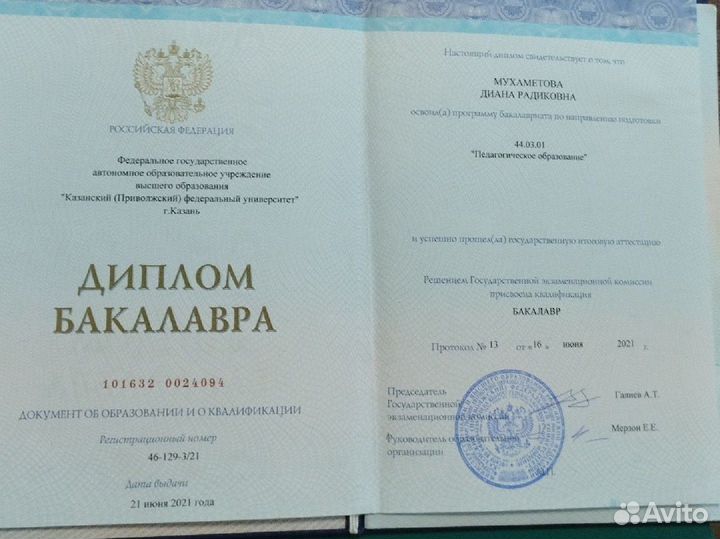 РОССИЙСКАЯ ФЕДЕРАЦИЯ
Федеральное государственное
автономное образовательное учреждение
высшего образования
"Казанский (Приволжский) федеральный университет"
г.Казань
ДИПЛОМ
БАКАЛАВРА
101632 0024094
ДОКУМЕНТ ОБ ОБРАЗОВАНИИ И О КВАЛИФИКАЦИИ
Регистрационный номер
46-129-3/21
Дата выдачи
21 июня 2021 года
Настоящий диплом свидетельствует о том, что
МУХАМЕТОВА
ДИАНА РАДИКОВНА
освоил(а) программу бакалавриата по направлению подготовки
44.03.01
"Педагогическое образование"
и успешно прошел(ла) государственную итоговую аттестацию
Решением Государственной экзаменационной комиссии
присвоена квалификация
БАКАЛАВР
Протокол № 13 от «16» июня 2021 г.
Председатель
Государственной
экзаменационной комиссии
Галиев А.Т.
Руководитель образовательной
организации
Мерзон Е.Е.
М.П.
Avito